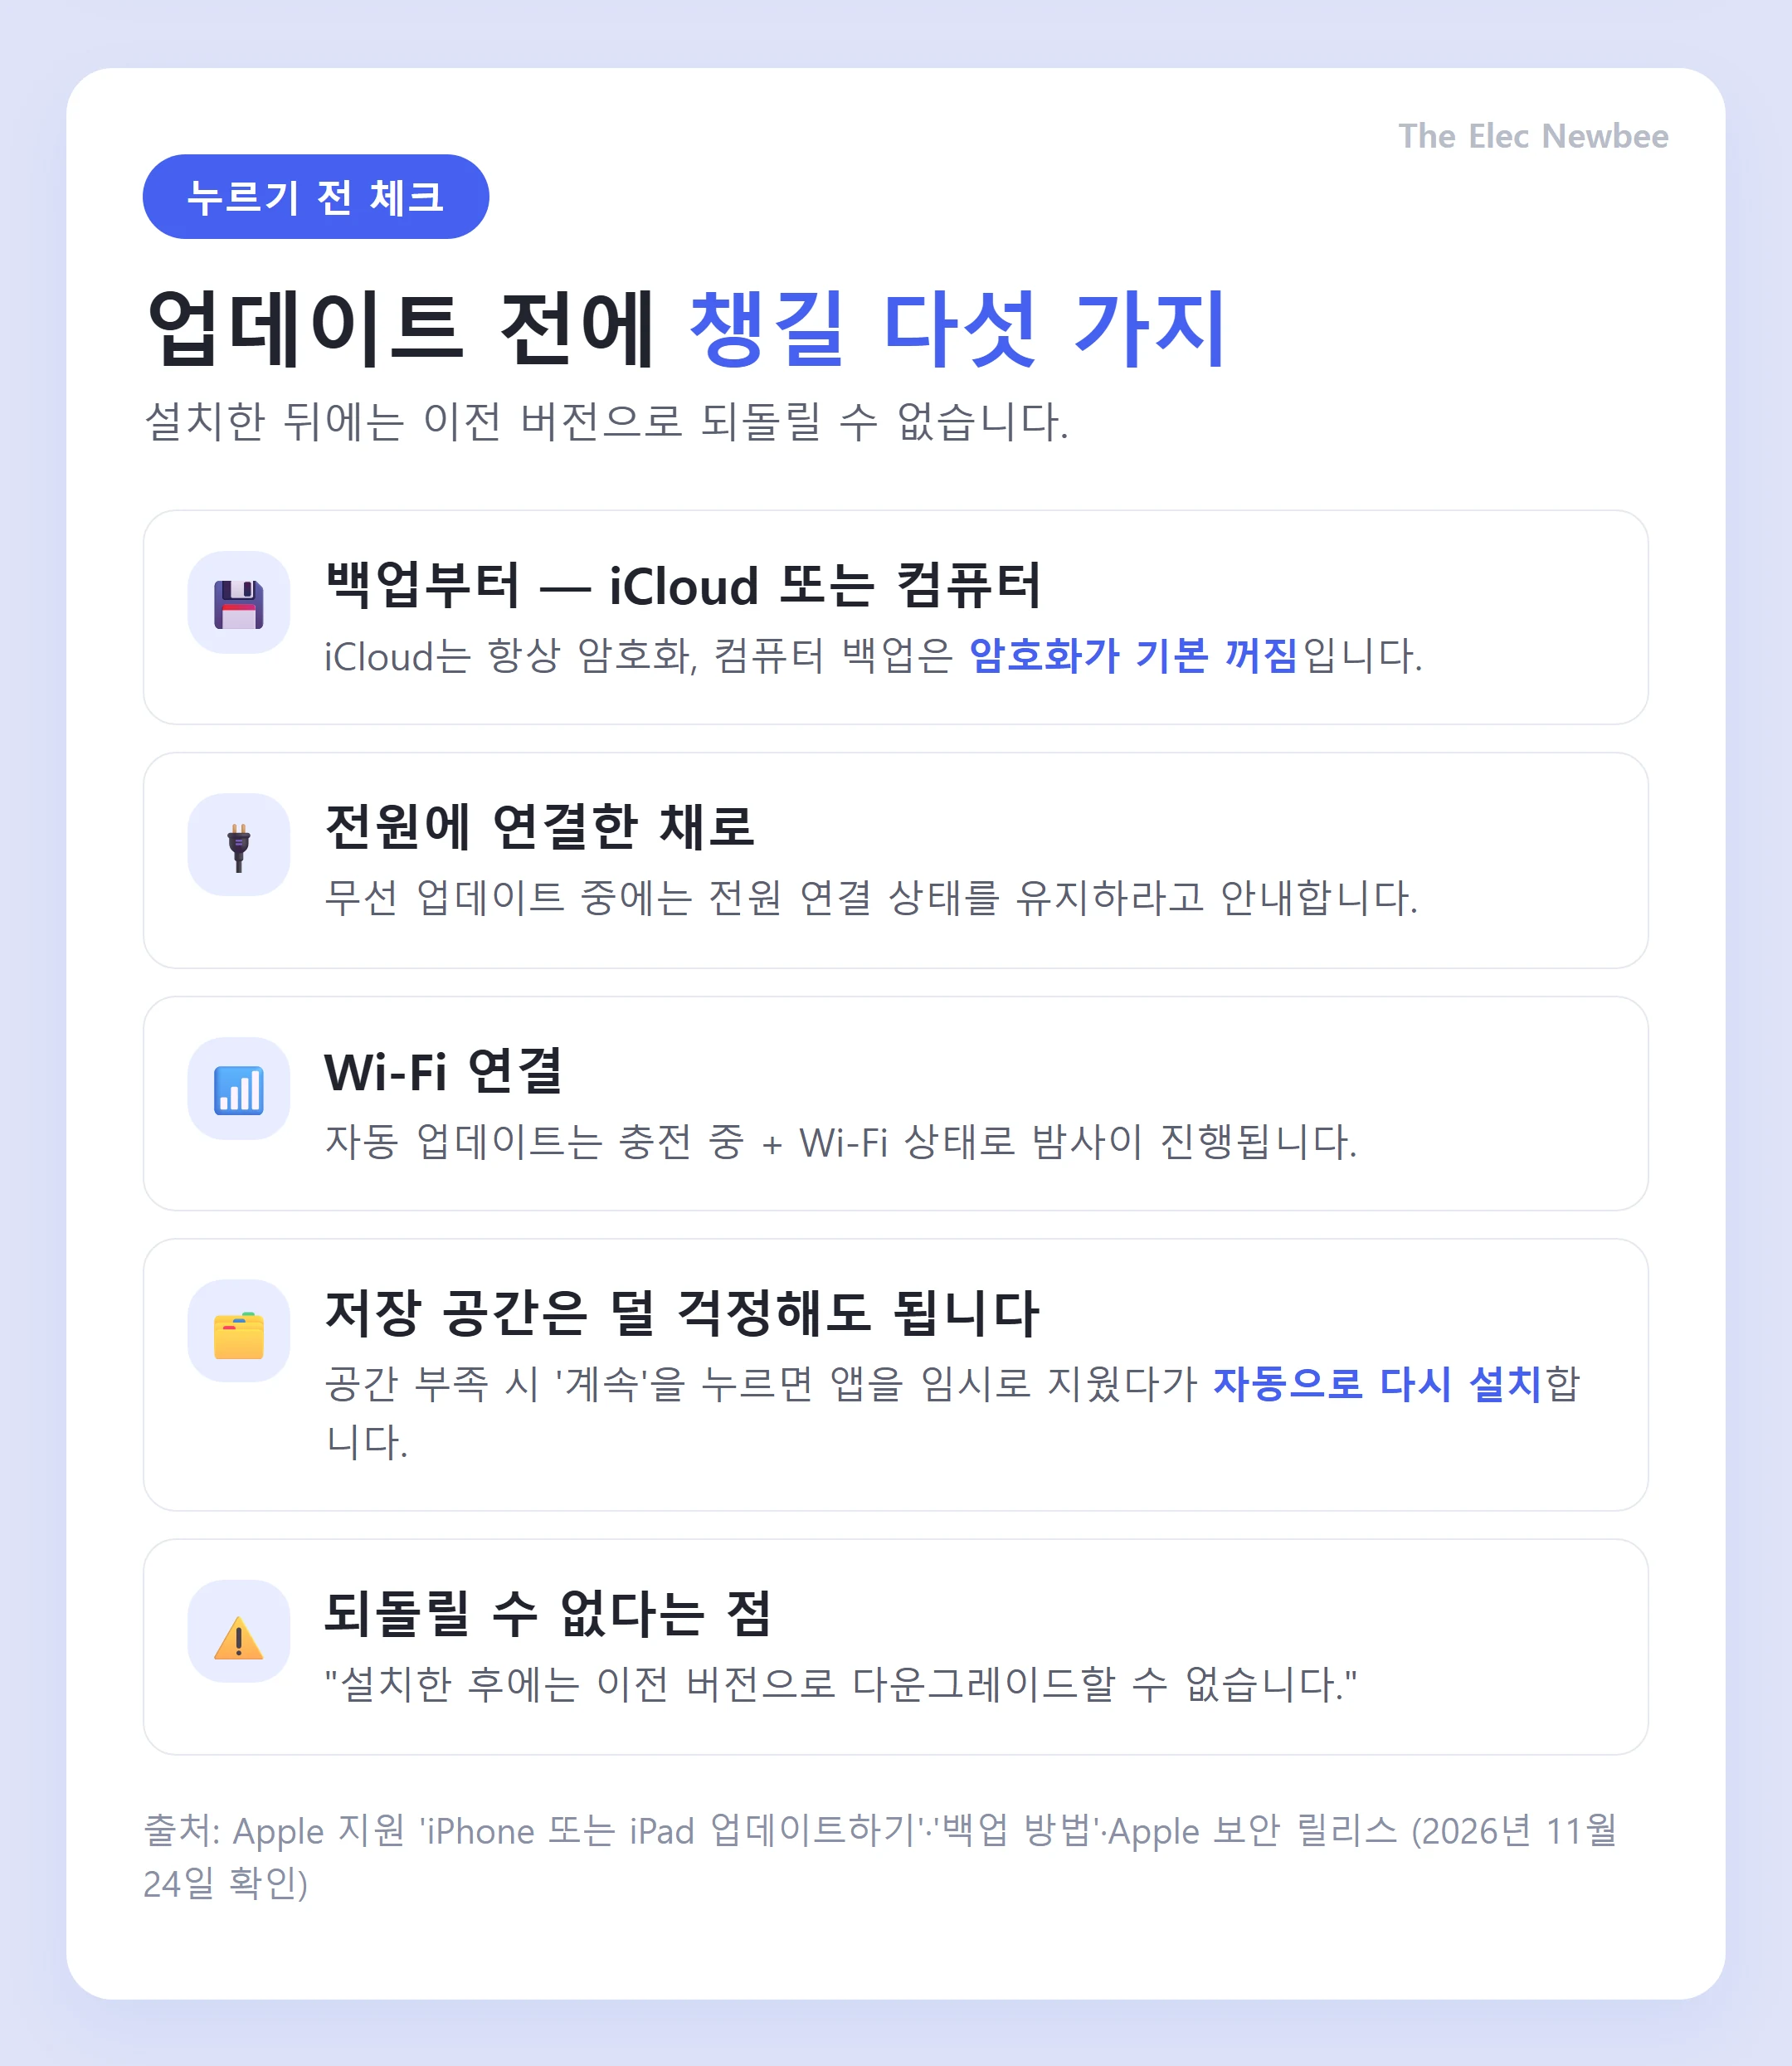 The Elec Newbee
누르기 전 체크
업데이트 전에 챙길 다섯 가지
설치한 뒤에는 이전 버전으로 되돌릴 수 없습니다.
백업부터 — iCloud 또는 컴퓨터
iCloud는 항상 암호화, 컴퓨터 백업은 암호화가 기본 꺼짐입니다.
전원에 연결한 채로
무선 업데이트 중에는 전원 연결 상태를 유지하라고 안내합니다.
Wi-Fi 연결
자동 업데이트는 충전 중 + Wi-Fi 상태로 밤사이 진행됩니다.
저장 공간은 덜 걱정해도 됩니다
공간 부족 시 '계속'을 누르면 앱을 임시로 지웠다가 자동으로 다시 설치합
니다.
되돌릴 수 없다는 점
"설치한 후에는 이전 버전으로 다운그레이드할 수 없습니다."
출처: Apple 지원 'iPhone 또는 iPad 업데이트하기'·'백업 방법'·Apple 보안 릴리스 (2026년 11월
24일 확인)